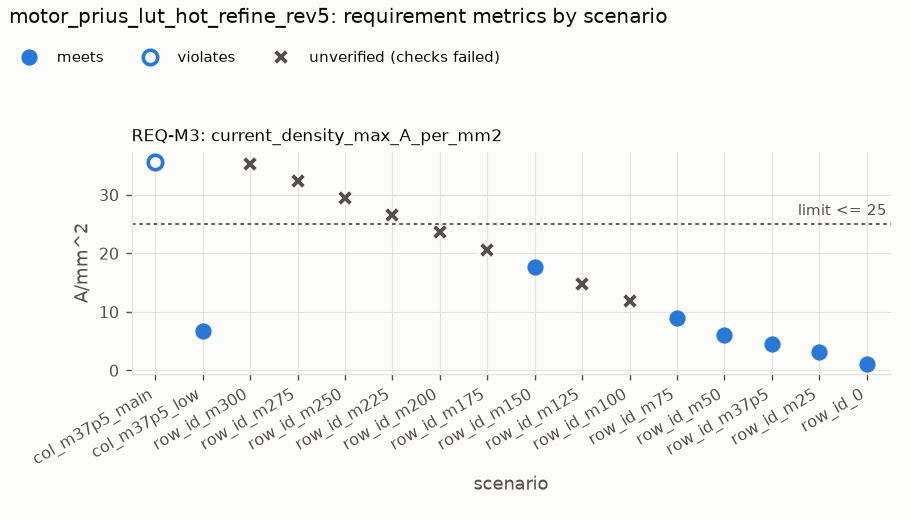 motor_prius_lut_hot_refine_rev5: requirement metrics by scenario
meets
violates
unverified (checks failed)
REQ-M3: current_density_max_A_per_mm2
A/mm^2
30
20
10
0
limit <= 25
col_m37p5_main
col_m37p5_low
row_id_m300
row_id_m275
row_id_m250
row_id_m225
row_id_m200
row_id_m175
row_id_m150
row_id_m125
row_id_m100
row_id_m75
row_id_m50
row_id_m37p5
row_id_m25
row_id_0
scenario